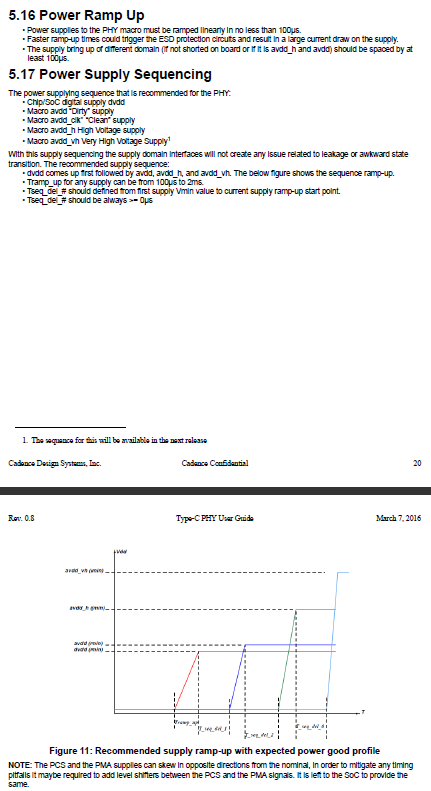 5.16 Power Ramp Up
• Power supplies to the PHY macro must be ramped linearly in no less than 100µs.
• Faster ramp-up times could trigger the ESD protection circuits and result in a large current draw on the supply.
• The supply bring up of different domain (if not shorted on board or if it is avdd_h and avdd) should be spaced by at
least 100µs.
5.17 Power Supply Sequencing
The power supplying sequence that is recommended for the PHY:
• Chip/SoC digital supply dvdd
• Macro avdd "Dirty" supply
• Macro avdd_clk" "Clean" supply
• Macro avdd_h High Voltage supply
• Macro avdd_vh Very High Voltage Supply1
With this supply sequencing the supply domain interfaces will not create any issue related to leakage or awkward state
transition. The recommended supply sequence:
• dvdd comes up first followed by avdd, avdd_h, and avdd_vh. The below figure shows the sequence ramp-up.
• Tramp_up for any supply can be from 100µs to 2ms.
• Tseq_del_# should defined from first supply Vmin value to current supply ramp-up start point.
• Tseq_del_# should be always >= 0µs
1. The sequence for this will be available in the next release
Cadence Design Systems, Inc. Cadence Confidential 20
Rev. 0.8 Type-C PHY User Guide March 7, 2016
Vdd
avdd_vh (min)
avdd_h (min)
avdd (min)
dvdd (min)
T
Tramp_up
T_seq_del_1
T_seq_del_2
Figure 11: Recommended supply ramp-up with expected power good profile
NOTE: The PCS and the PMA supplies can skew in opposite directions from the nominal, in order to mitigate any timing
pitfalls it maybe required to add level shifters between the PCS and the PMA signals. It is left to the SoC to provide the
same.